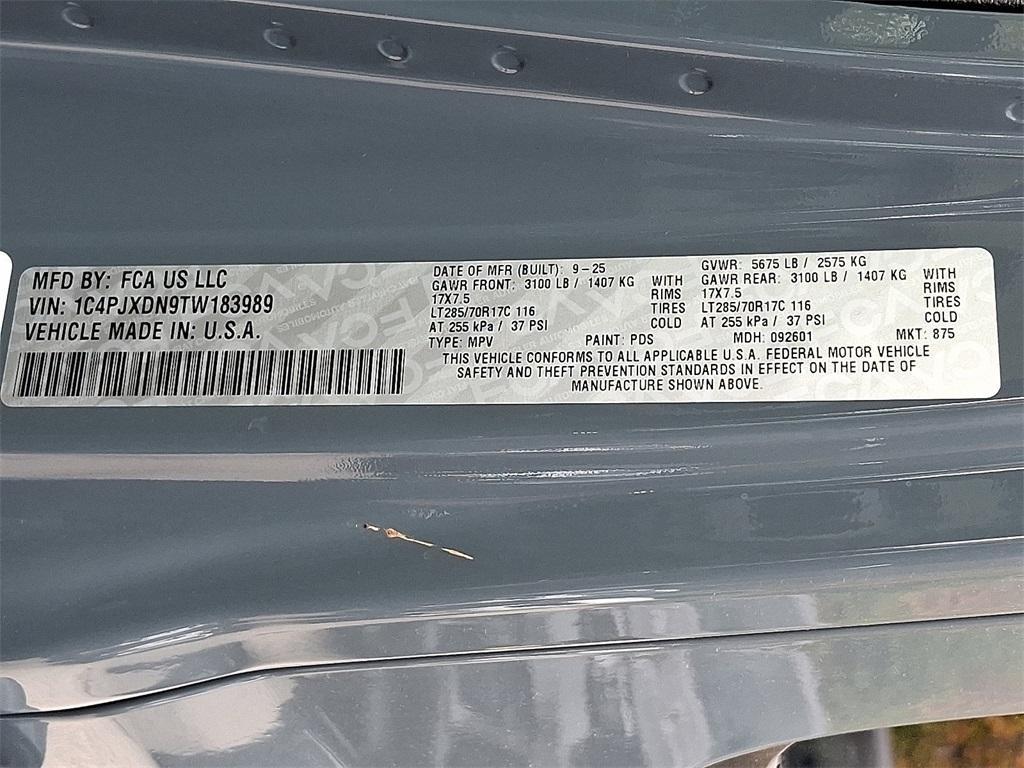 MFD BY: FCA US LLC
VIN: 1C4PJXDN9TW183989
VEHICLE MADE IN: U.S.A.
DATE OF MFR (BUILT): 9-25
GAWR FRONT: 3100 LB / 1407 KG WITH
17X7.5 RIMS
LT285/70R17C 116 TIRES
AT 255 kPa / 37 PSI COLD
GVWR: 5675 LB / 2575 KG
GAWR REAR: 3100 LB / 1407 KG WITH
17X7.5 RIMS
LT285/70R17C 116 TIRES
AT 255 kPa / 37 PSI COLD
TYPE: MPV PAINT: PDS MDH: 092601 MKT: 875
THIS VEHICLE CONFORMS TO ALL APPLICABLE U.S.A. FEDERAL MOTOR VEHICLE
SAFETY AND THEFT PREVENTION STANDARDS IN EFFECT ON THE DATE OF
MANUFACTURE SHOWN ABOVE.